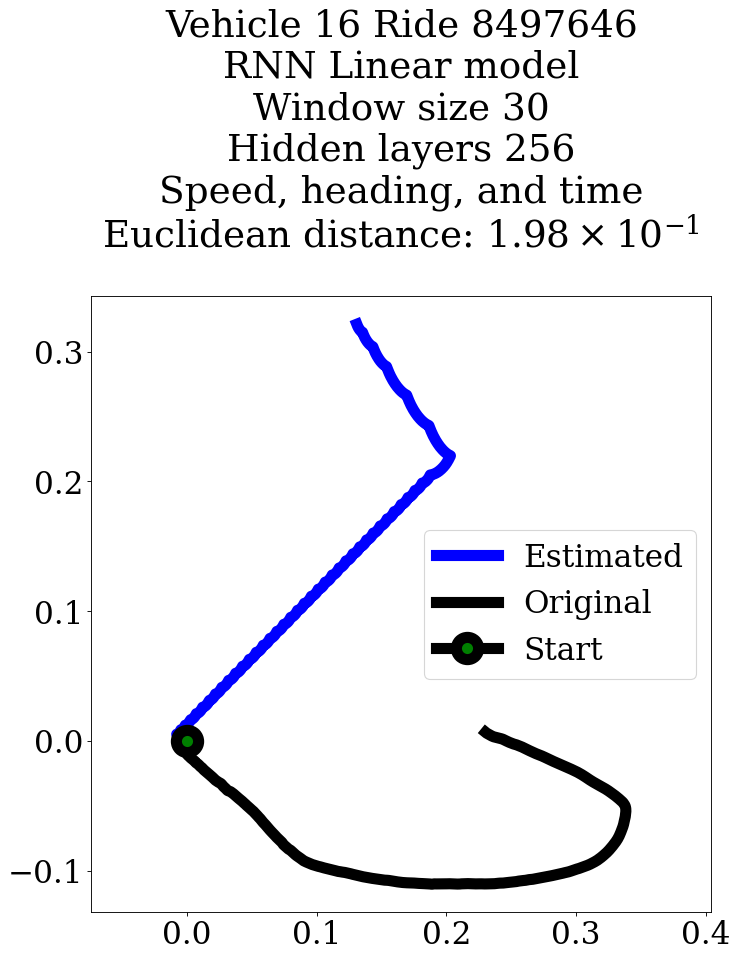 Vehicle 16 Ride 8497646
RNN Linear model
Window size 30
Hidden layers 256
Speed, heading, and time
Euclidean distance: 1.98 × 10⁻¹
0.3
0.2
0.1
0.0
−0.1
Estimated
Original
Start
0.0 0.1 0.2 0.3 0.4